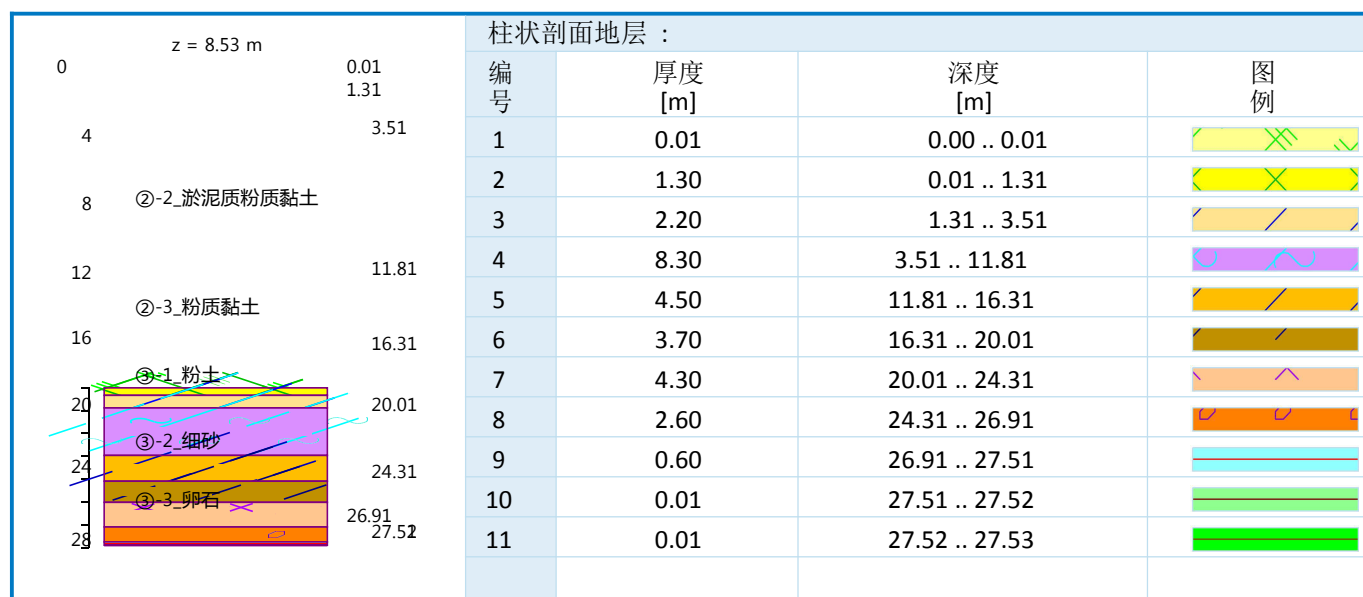 z = 8.53 m
0
0.01
1.31
4
3.51
8
②-2_淤泥质粉质黏土
12
11.81
②-3_粉质黏土
16
16.31
③-1_粉土
20
20.01
③-2_细砂
24
24.31
③-3_卵石
26.91
28
27.52
柱状剖面地层 :
编号 厚度 [m] 深度 [m] 图例
1 0.01 0.00 .. 0.01
2 1.30 0.01 .. 1.31
3 2.20 1.31 .. 3.51
4 8.30 3.51 .. 11.81
5 4.50 11.81 .. 16.31
6 3.70 16.31 .. 20.01
7 4.30 20.01 .. 24.31
8 2.60 24.31 .. 26.91
9 0.60 26.91 .. 27.51
10 0.01 27.51 .. 27.52
11 0.01 27.52 .. 27.53